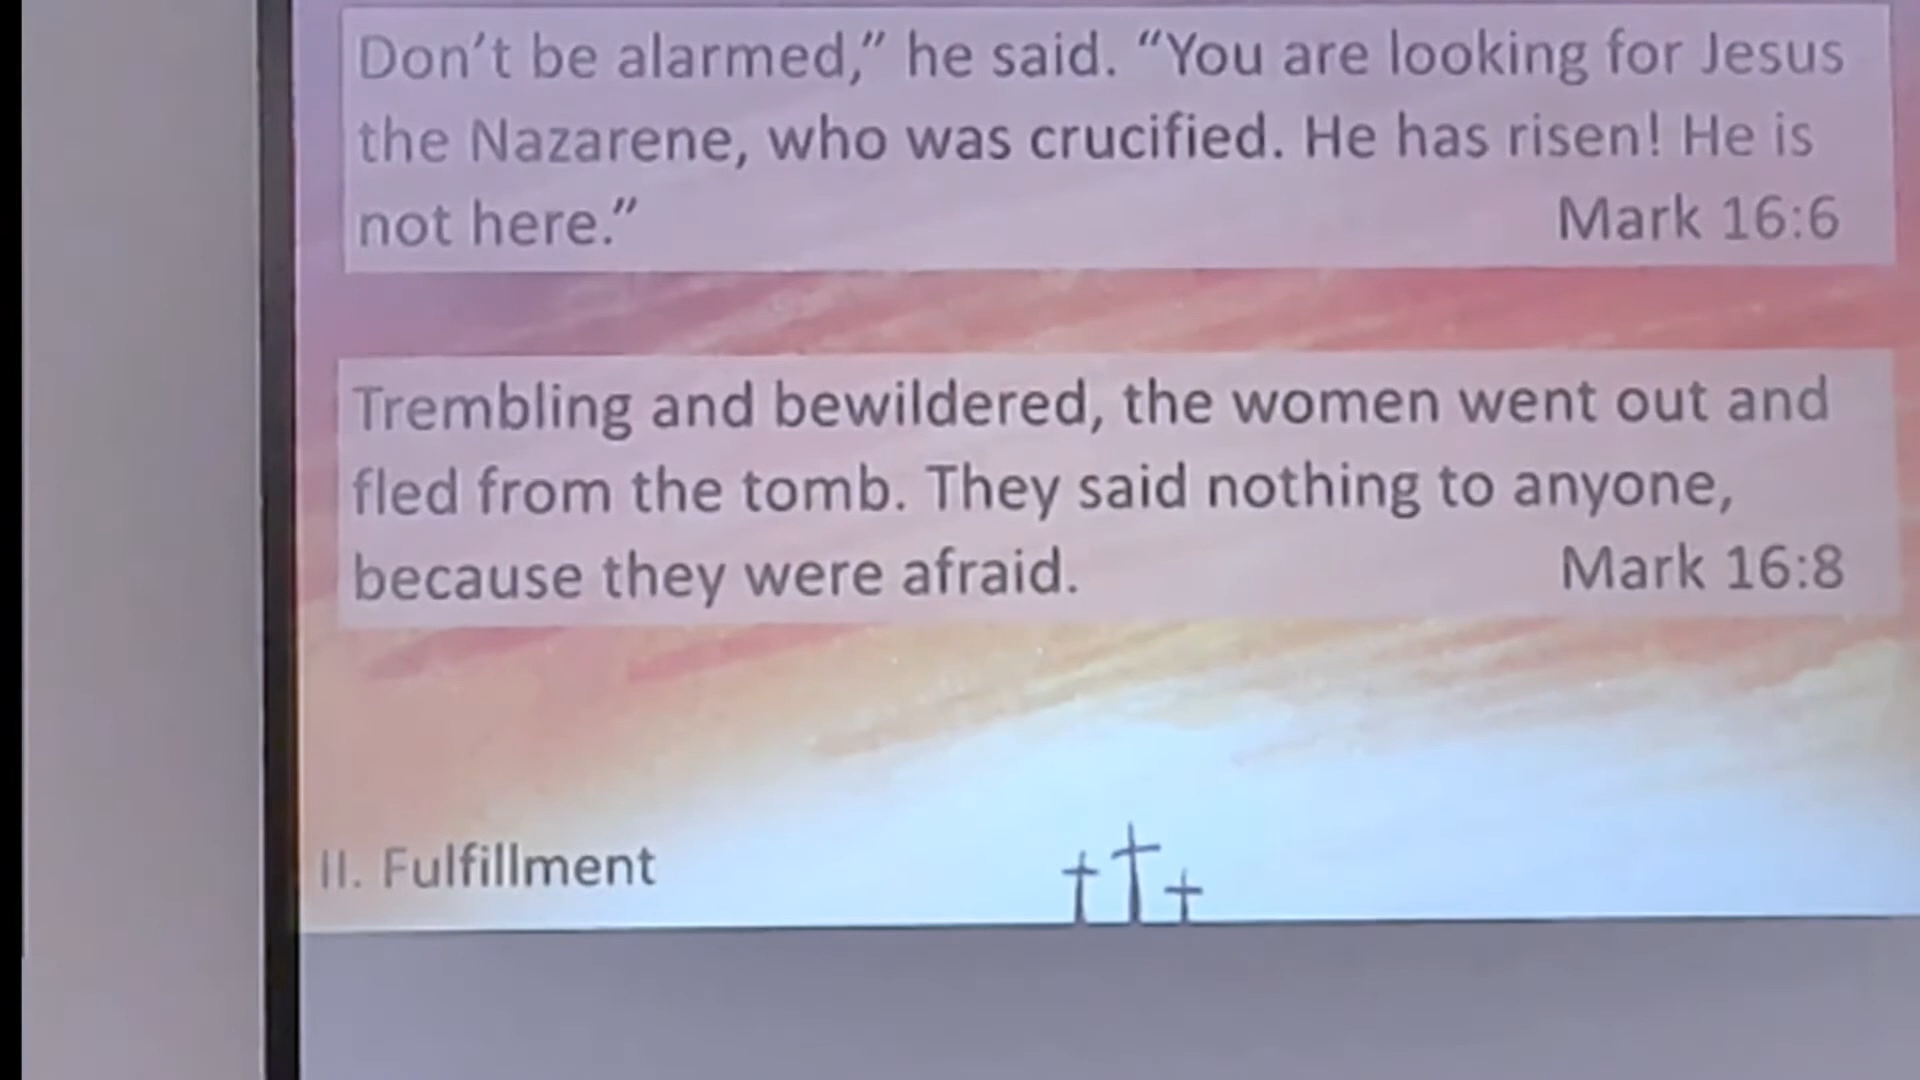 Don’t be alarmed,” he said. “You are looking for Jesus
the Nazarene, who was crucified. He has risen! He is
not here.” Mark 16:6
Trembling and bewildered, the women went out and
fled from the tomb. They said nothing to anyone,
because they were afraid. Mark 16:8
II. Fulfillment